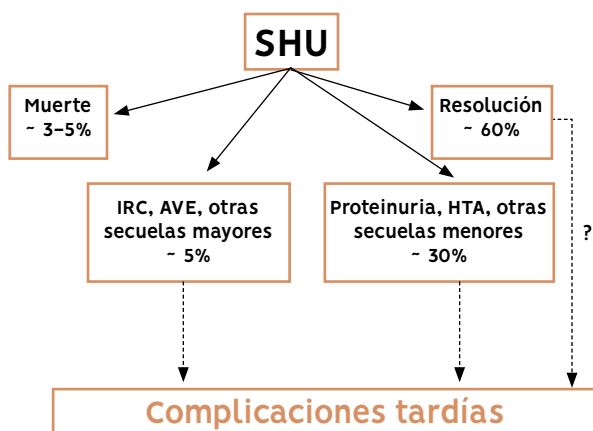 SHU
Muerte
~ 3–5%
Resolución
~ 60%
IRC, AVE, otras
secuelas mayores
~ 5%
Proteinuria, HTA, otras
secuelas menores
~ 30%
?
Complicaciones tardías